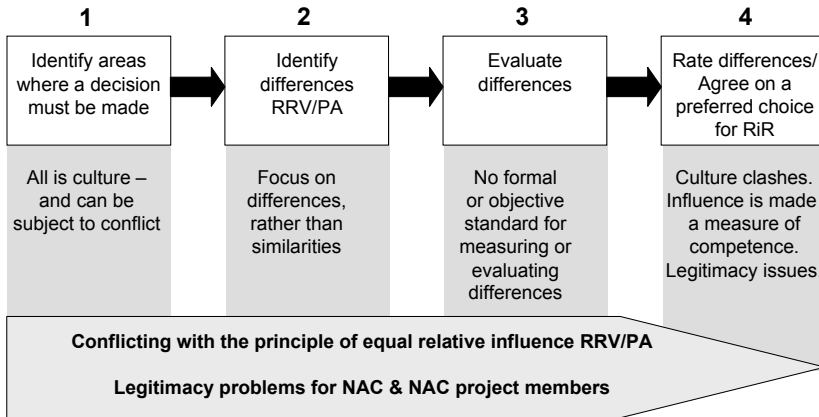 1
Identify areas
where a decision
must be made
2
Identify
differences
RRV/PA
3
Evaluate
differences
4
Rate differences/
Agree on a
preferred choice
for RiR
All is culture –
and can be
subject to conflict
Focus on
differences,
rather than
similarities
No formal
or objective
standard for
measuring or
evaluating
differences
Culture clashes.
Influence is made
a measure of
competence.
Legitimacy issues
Conflicting with the principle of equal relative influence RRV/PA
Legitimacy problems for NAC & NAC project members